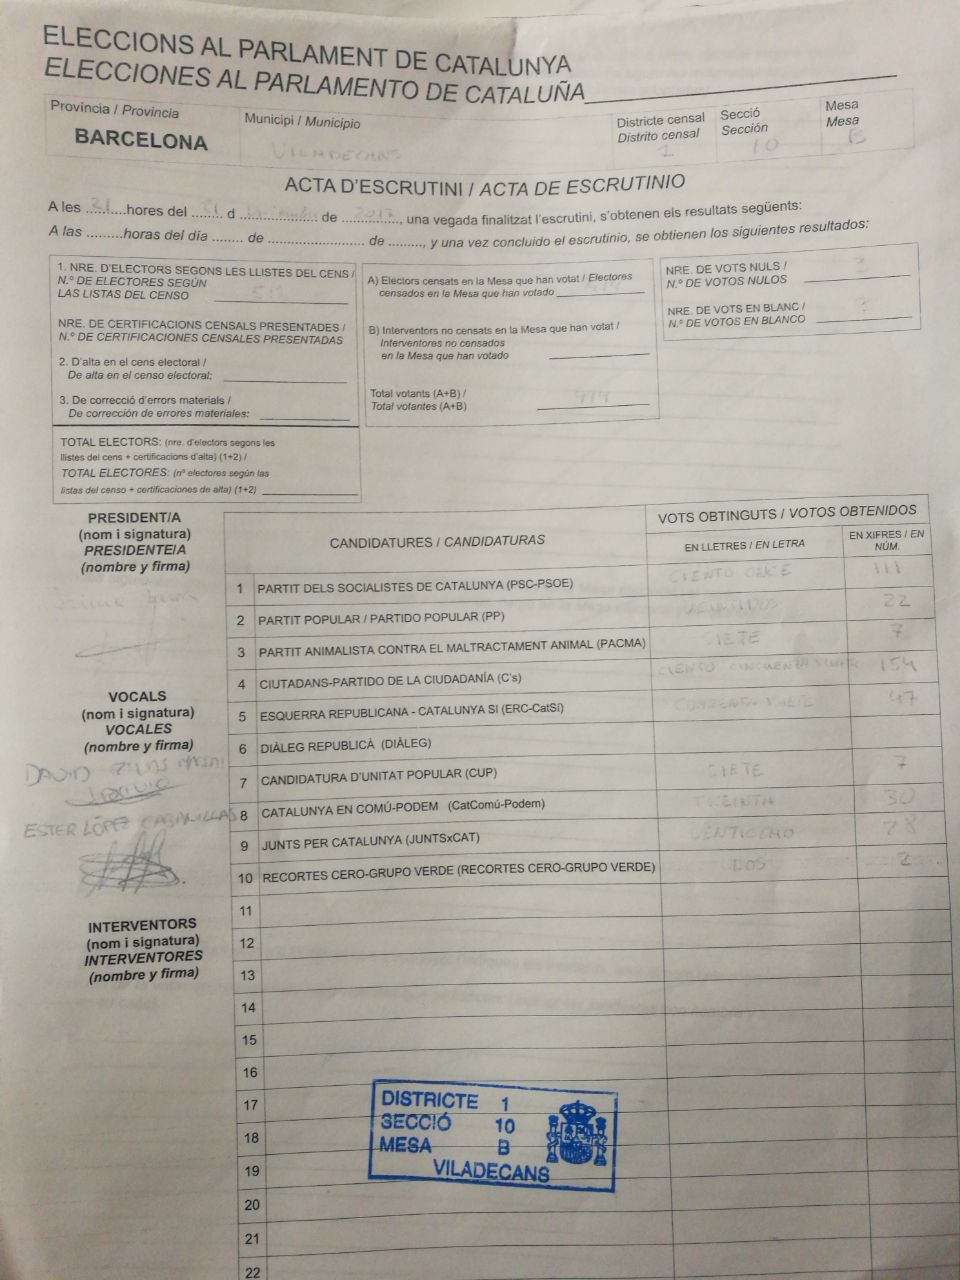 ELECCIONS AL PARLAMENT DE CATALUNYA
ELECCIONES AL PARLAMENTO DE CATALUÑA
Província / Provincia
BARCELONA
Municipi / Municipio
VILADECANS
Districte censal
Distrito censal
1
Secció
Sección
10
Mesa
Mesa
B
ACTA D'ESCRUTINI / ACTA DE ESCRUTINIO
A les ...21...hores del ...21... d ...Diciembre... de ...2017..., una vegada finalitzat l'escrutini, s'obtenen els resultats següents:
A las .........horas del día ........ de ......................... de ........., y una vez concluido el escrutinio, se obtienen los siguientes resultados:
1. NRE. D'ELECTORS SEGONS LES LLISTES DEL CENS /
N.º DE ELECTORES SEGÚN
LAS LISTAS DEL CENSO
NRE. DE CERTIFICACIONS CENSALS PRESENTADES /
N.º DE CERTIFICACIONES CENSALES PRESENTADAS
2. D'alta en el cens electoral /
De alta en el censo electoral:
3. De correcció d'errors materials /
De corrección de errores materiales:
TOTAL ELECTORS: (nre. d'electors segons les
llistes del cens + certificacions d'alta) (1+2) /
TOTAL ELECTORES: (nº electores según las
listas del censo + certificaciones de alta) (1+2)
A) Electors censats en la Mesa que han votat / Electores
censados en la Mesa que han votado
B) Interventors no censats en la Mesa que han votat /
Interventores no censados
en la Mesa que han votado
Total votants (A+B) /
Total votantes (A+B)
NRE. DE VOTS NULS /
N.º DE VOTOS NULOS
NRE. DE VOTS EN BLANC /
N.º DE VOTOS EN BLANCO
PRESIDENT/A
(nom i signatura)
PRESIDENTE/A
(nombre y firma)
VOCALS
(nom i signatura)
VOCALES
(nombre y firma)
DAVID
ESTER LÓPEZ
INTERVENTORS
(nom i signatura)
INTERVENTORES
(nombre y firma)
CANDIDATURES / CANDIDATURAS
VOTS OBTINGUTS / VOTOS OBTENIDOS
EN LLETRES / EN LETRA
EN XIFRES / EN
NÚM.
1 PARTIT DELS SOCIALISTES DE CATALUNYA (PSC-PSOE) CIENTO ONCE 111
2 PARTIT POPULAR / PARTIDO POPULAR (PP) VEINTIDOS 22
3 PARTIT ANIMALISTA CONTRA EL MALTRACTAMENT ANIMAL (PACMA) SIETE 7
4 CIUTADANS-PARTIDO DE LA CIUDADANÍA (C's) CIENTO CINCUENTA 154
5 ESQUERRA REPUBLICANA - CATALUNYA SI (ERC-CatSí) 47
6 DIÀLEG REPUBLICÀ (DIÀLEG)
7 CANDIDATURA D'UNITAT POPULAR (CUP) SIETE 7
8 CATALUNYA EN COMÚ-PODEM (CatComú-Podem) TREINTA 30
9 JUNTS PER CATALUNYA (JUNTSxCAT) VENTIOCHO 28
10 RECORTES CERO-GRUPO VERDE (RECORTES CERO-GRUPO VERDE) DOS 2
11
12
13
14
15
16
17
18
19
20
21
22
DISTRICTE 1
SECCIÓ 10
MESA B
VILADECANS